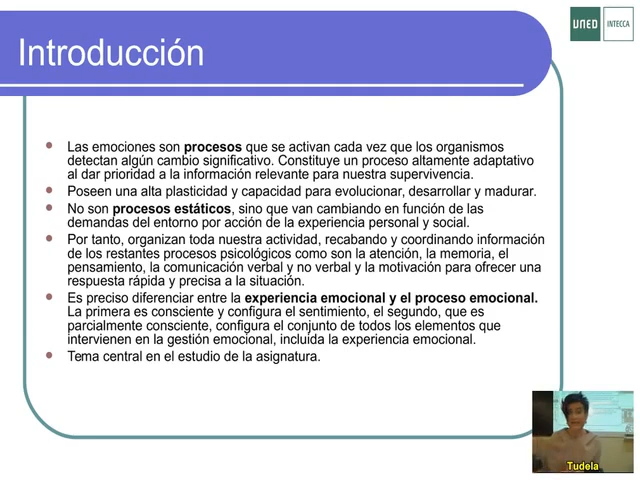 UNED INTECCA
Introducción
Las emociones son procesos que se activan cada vez que los organismos
detectan algún cambio significativo. Constituye un proceso altamente adaptativo
al dar prioridad a la información relevante para nuestra supervivencia.
Poseen una alta plasticidad y capacidad para evolucionar, desarrollar y madurar.
No son procesos estáticos, sino que van cambiando en función de las
demandas del entorno por acción de la experiencia personal y social.
Por tanto, organizan toda nuestra actividad, recabando y coordinando información
de los restantes procesos psicológicos como son la atención, la memoria, el
pensamiento, la comunicación verbal y no verbal y la motivación para ofrecer una
respuesta rápida y precisa a la situación.
Es preciso diferenciar entre la experiencia emocional y el proceso emocional.
La primera es consciente y configura el sentimiento, el segundo, que es
parcialmente consciente, configura el conjunto de todos los elementos que
intervienen en la gestión emocional, incluida la experiencia emocional.
Tema central en el estudio de la asignatura.
Tudela